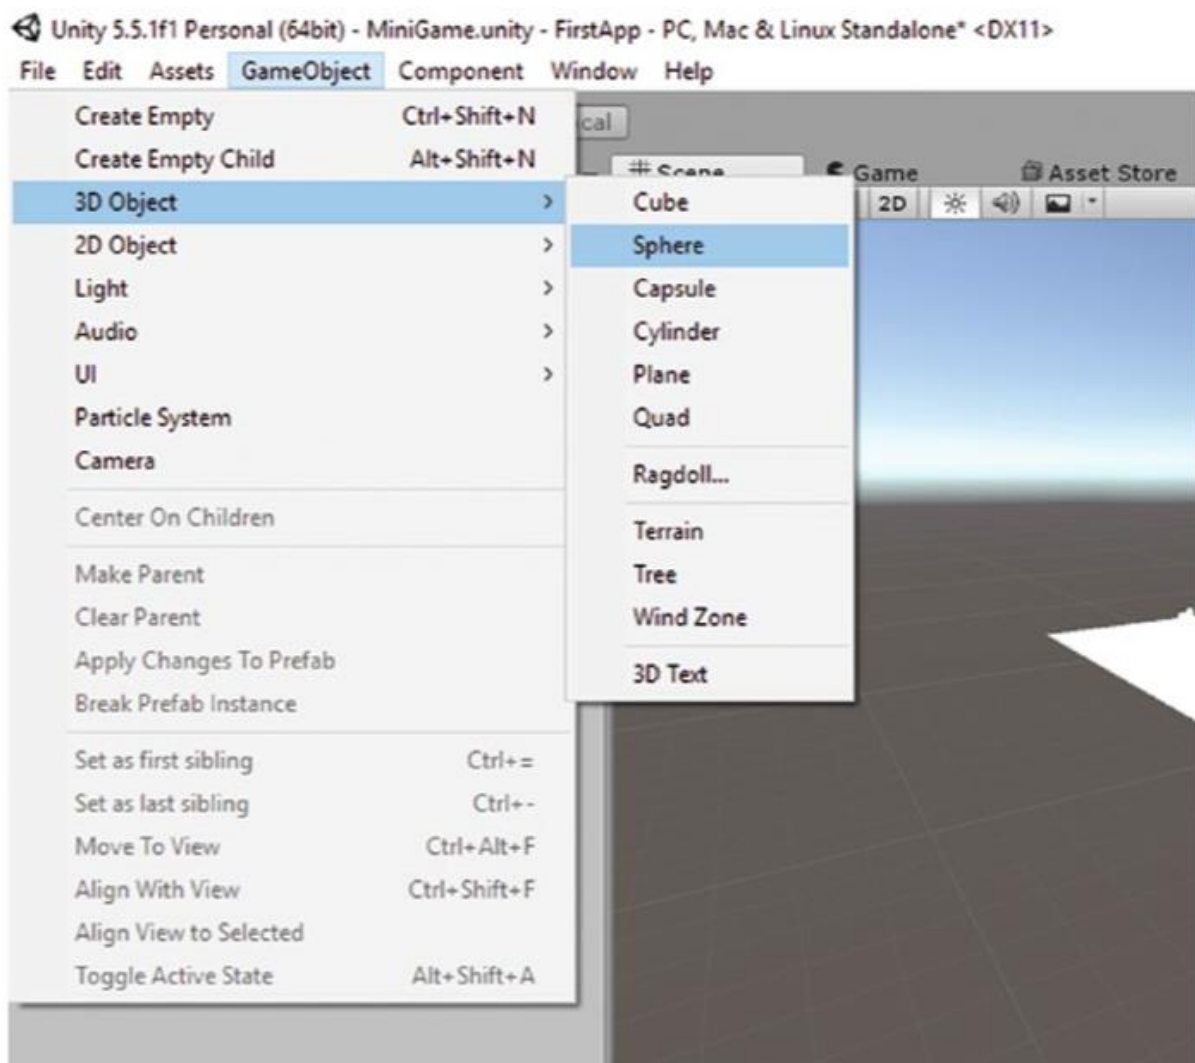 Unity 5.5.1f1 Personal (64bit) - MiniGame.unity - FirstApp - PC, Mac & Linux Standalone* <DX11>
File Edit Assets GameObject Component Window Help
Create Empty Ctrl+Shift+N
Create Empty Child Alt+Shift+N
3D Object >
2D Object >
Light >
Audio >
UI >
Particle System
Camera
Center On Children
Make Parent
Clear Parent
Apply Changes To Prefab
Break Prefab Instance
Set as first sibling Ctrl+=
Set as last sibling Ctrl+-
Move To View Ctrl+Alt+F
Align With View Ctrl+Shift+F
Align View to Selected
Toggle Active State Alt+Shift+A
cal
Scene Game Asset Store
2D
Cube
Sphere
Capsule
Cylinder
Plane
Quad
Ragdoll...
Terrain
Tree
Wind Zone
3D Text